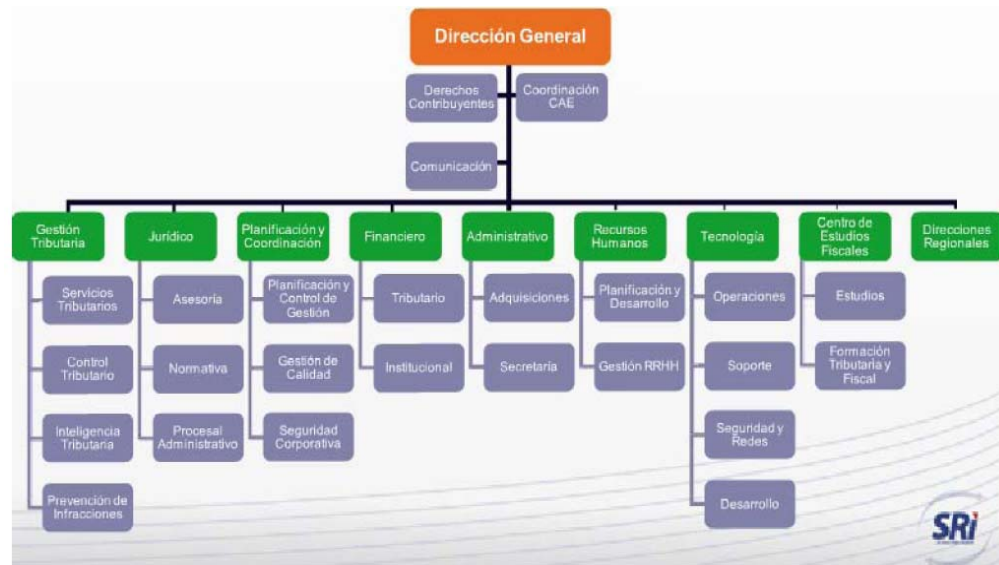 Dirección General
Derechos
Contribuyentes
Coordinación
CAE
Comunicación
Gestión
Tributaria
Jurídico
Planificación y
Coordinación
Financiero
Administrativo
Recursos
Humanos
Tecnología
Centro de
Estudios
Fiscales
Direcciones
Regionales
Servicios
Tributarios
Control
Tributario
Inteligencia
Tributaria
Prevención de
Infracciones
Asesoría
Normativa
Procesal
Administrativo
Planificación y
Control de
Gestión
Gestión de
Calidad
Seguridad
Corporativa
Tributario
Institucional
Adquisiciones
Secretaría
Planificación y
Desarrollo
Gestión RRHH
Operaciones
Soporte
Seguridad y
Redes
Desarrollo
Estudios
Formación
Tributaria y
Fiscal
SRi